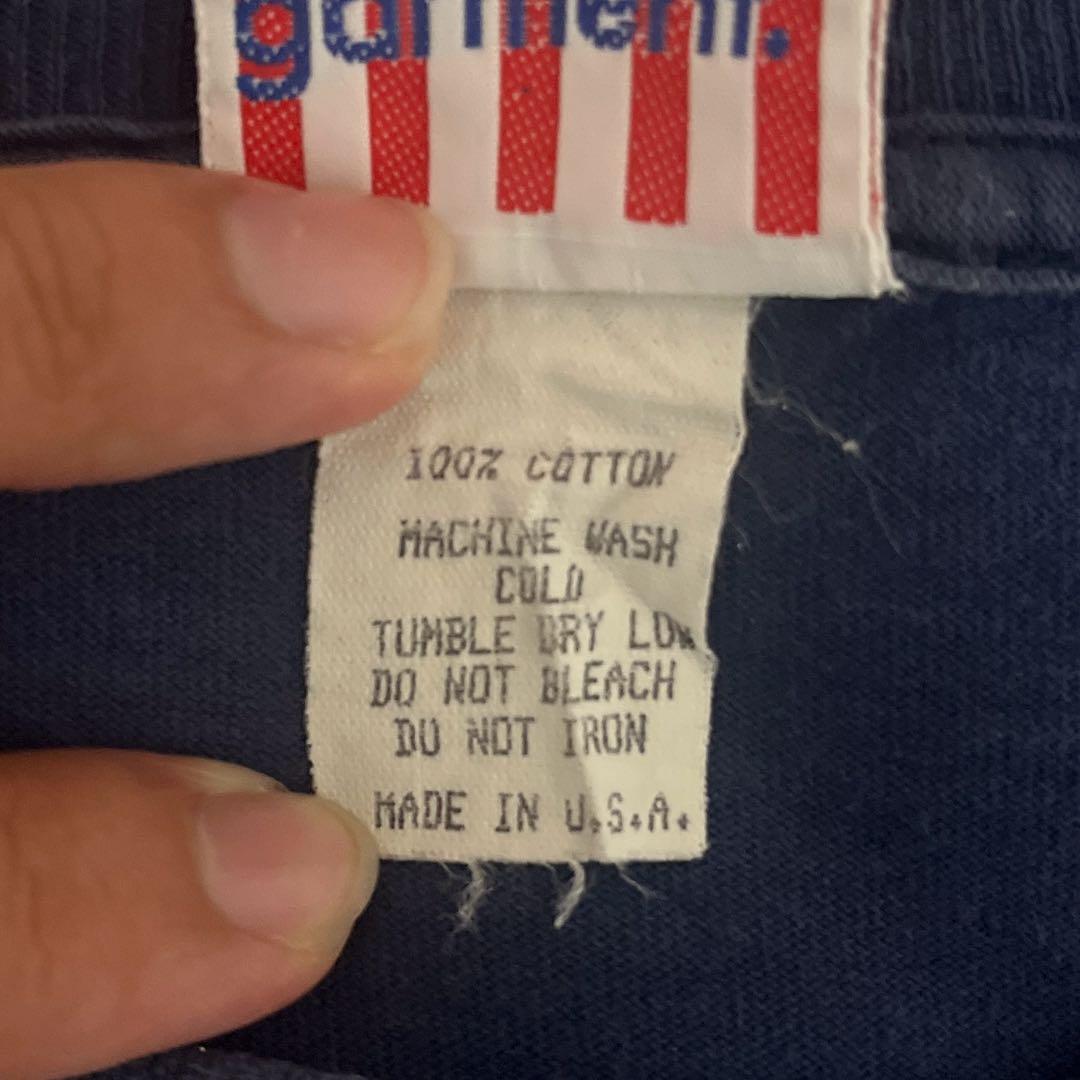 garment.
100% COTTON
MACHINE WASH
COLD
TUMBLE DRY LOW
DO NOT BLEACH
DO NOT IRON
MADE IN U.S.A.